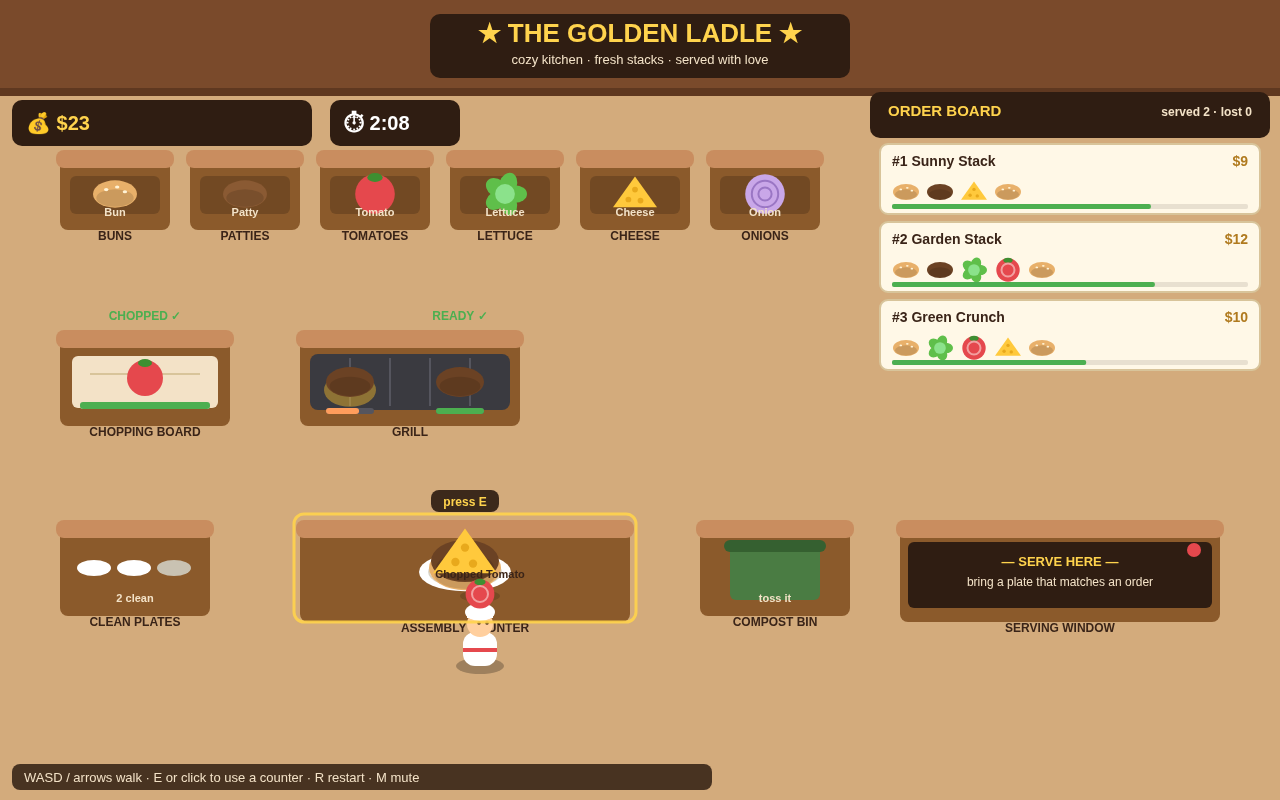 ★ THE GOLDEN LADLE ★
cozy kitchen · fresh stacks · served with love
$23
2:08
ORDER BOARD
served 2 · lost 0
#1 Sunny Stack
$9
#2 Garden Stack
$12
#3 Green Crunch
$10
Bun
Patty
Tomato
Lettuce
Cheese
Onion
BUNS
PATTIES
TOMATOES
LETTUCE
CHEESE
ONIONS
CHOPPED ✓
READY ✓
CHOPPING BOARD
GRILL
press E
Chopped Tomato
2 clean
toss it
— SERVE HERE —
bring a plate that matches an order
CLEAN PLATES
ASSEMBLY
COMPOST BIN
SERVING WINDOW
WASD / arrows walk · E or click to use a counter · R restart · M mute